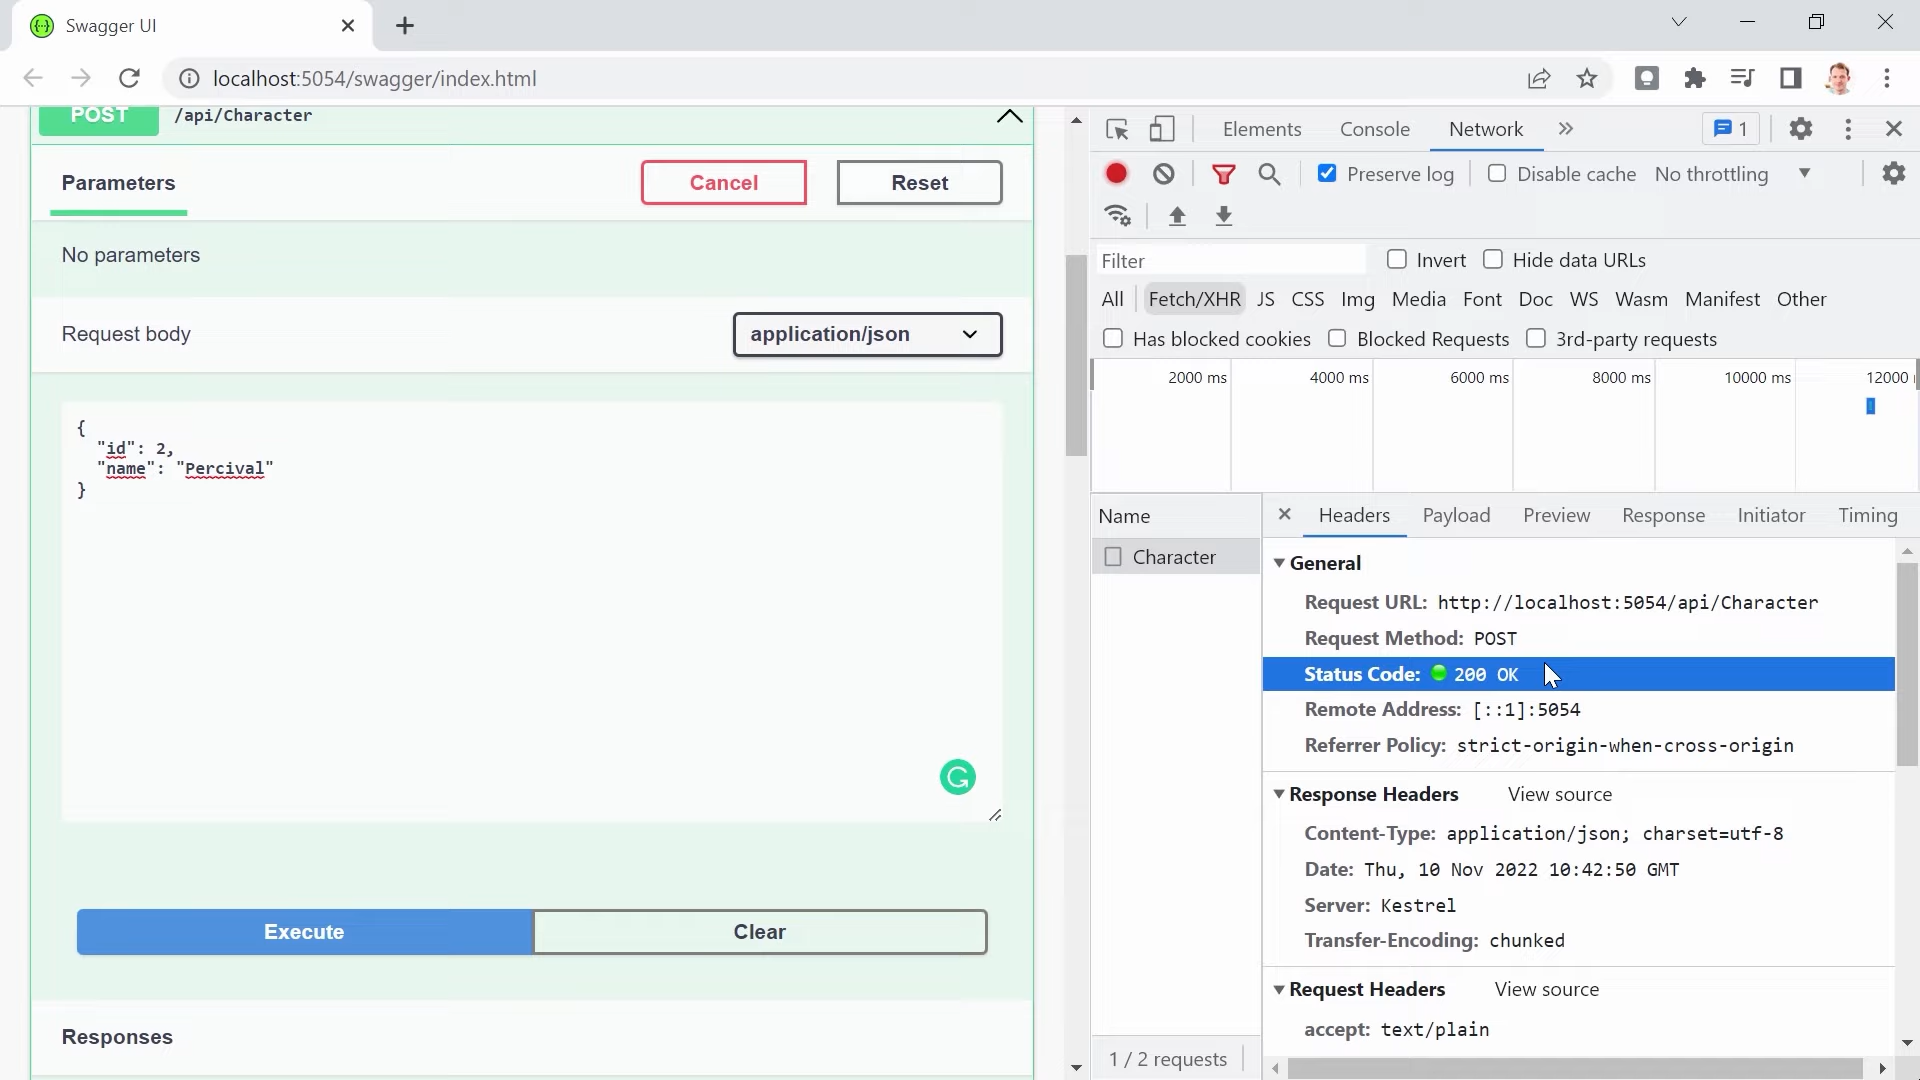 Swagger UI
localhost:5054/swagger/index.html
POST /api/Character
Parameters
Cancel
Reset
No parameters
Request body
application/json
{
"id": 2,
"name": "Percival"
}
Execute
Clear
Responses
Elements Console Network 1
Preserve log Disable cache No throttling
Filter Invert Hide data URLs
All Fetch/XHR JS CSS Img Media Font Doc WS Wasm Manifest Other
Has blocked cookies Blocked Requests 3rd-party requests
2000 ms 4000 ms 6000 ms 8000 ms 10000 ms 12000
Name
Character
1 / 2 requests
Headers Payload Preview Response Initiator Timing
General
Request URL: http://localhost:5054/api/Character
Request Method: POST
Status Code: 200 OK
Remote Address: [::1]:5054
Referrer Policy: strict-origin-when-cross-origin
Response Headers View source
Content-Type: application/json; charset=utf-8
Date: Thu, 10 Nov 2022 10:42:50 GMT
Server: Kestrel
Transfer-Encoding: chunked
Request Headers View source
accept: text/plain